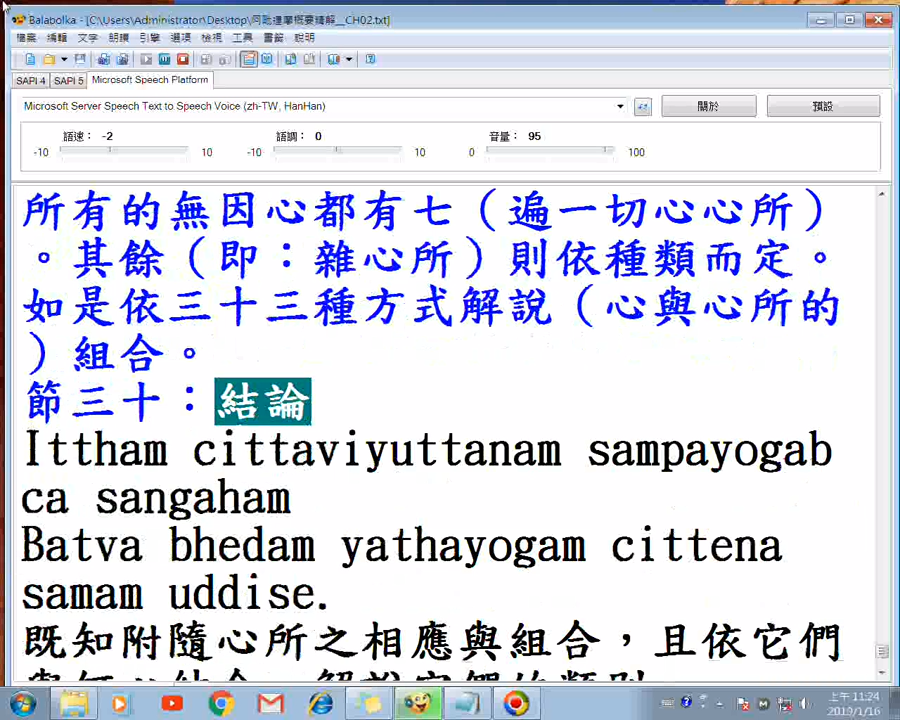 Balabolka - [C:\Users\Administrator\Desktop\阿毗達摩概要精解__CH02.txt]
檔案 編輯 文字 朗讀 引擎 選項 檢視 工具 書籤 說明
SAPI 4 SAPI 5 Microsoft Speech Platform
Microsoft Server Speech Text to Speech Voice (zh-TW, HanHan) 關於 預設
語速： -2 語調： 0 音量： 95
-10 10 -10 10 0 100
所有的無因心都有七（遍一切心心所）
。其餘（即：雜心所）則依種類而定。
如是依三十三種方式解說（心與心所的
）組合。
節三十：結論
Ittham cittaviyuttanam sampayogab
ca sangaham
Batva bhedam yathayogam cittena
samam uddise.
既知附隨心所之相應與組合，且依它們
上午 11:24
2019/1/16